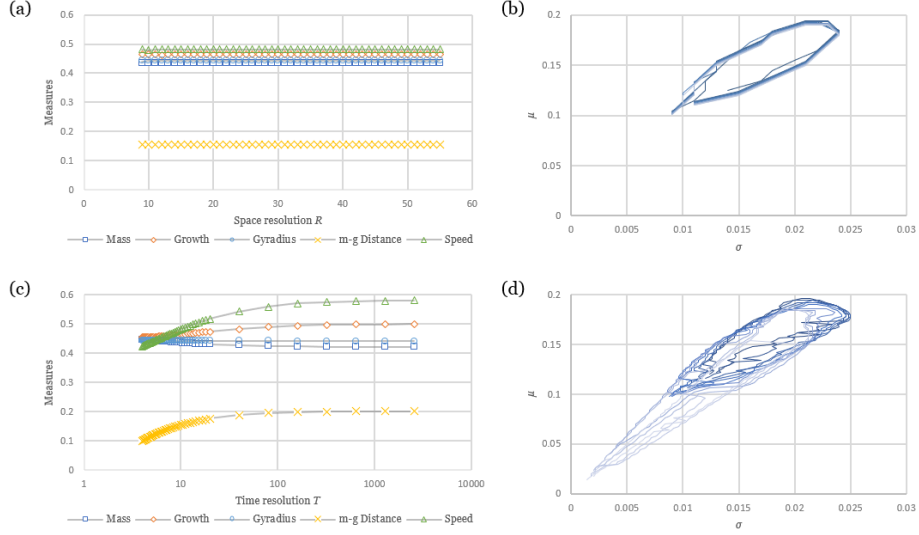 (a)
0.6
0.5
0.4
0.3
0.2
0.1
0
Measures
0 10 20 30 40 50 60
Space resolution R
Mass Growth Gyradius m-g Distance Speed
(b)
0.2
0.15
0.1
0.05
0
μ
0 0.005 0.01 0.015 0.02 0.025 0.03
σ
(c)
0.6
0.5
0.4
0.3
0.2
0.1
0
Measures
1 10 100 1000 10000
Time resolution T
Mass Growth Gyradius m-g Distance Speed
(d)
0.2
0.15
0.1
0.05
0
μ
0 0.005 0.01 0.015 0.02 0.025 0.03
σ